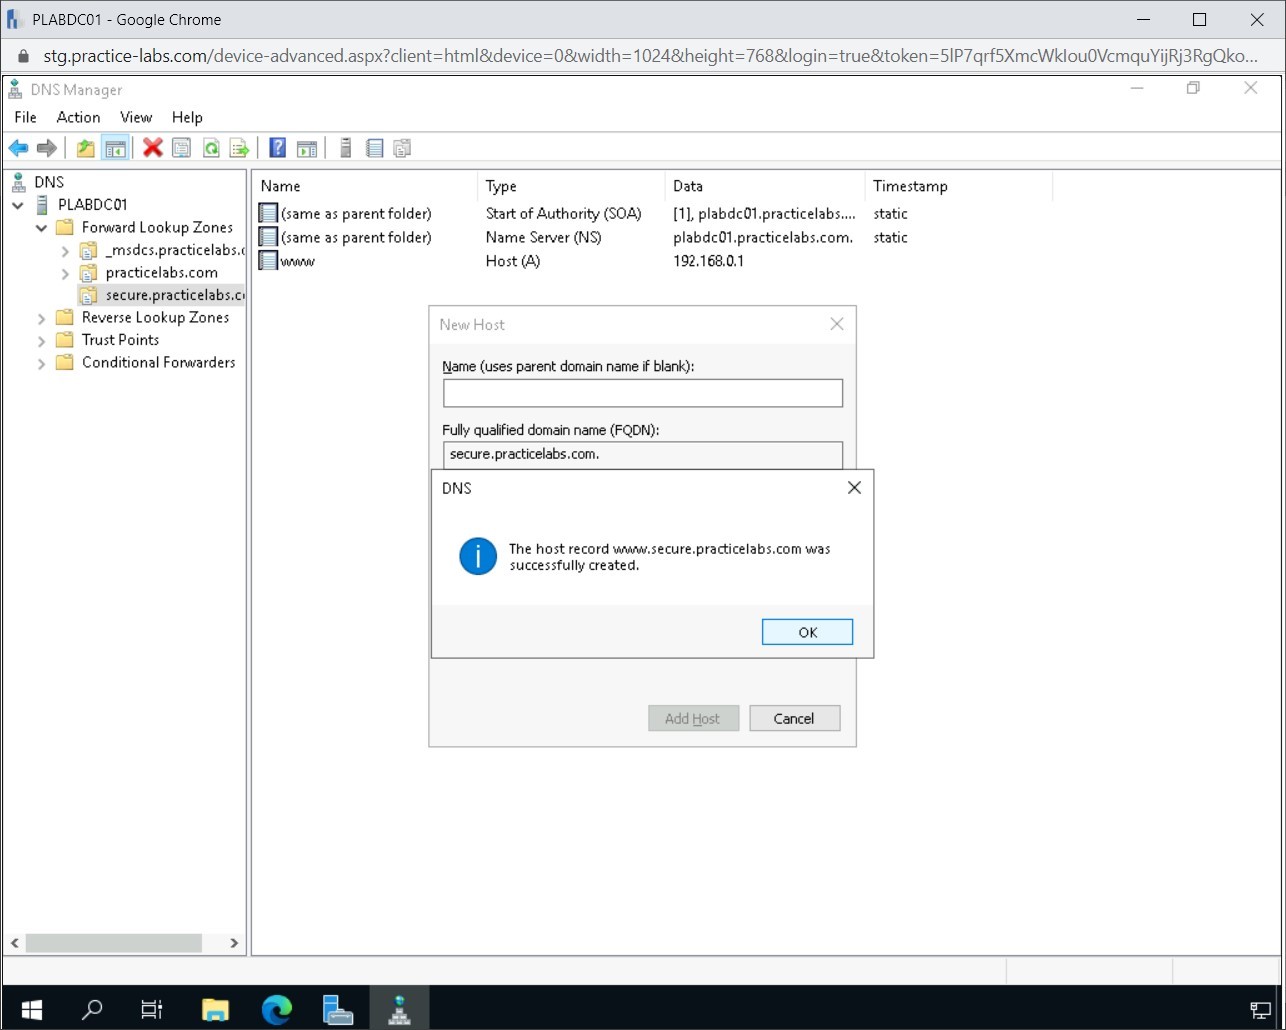 PLABDC01 - Google Chrome
stg.practice-labs.com/device-advanced.aspx?client=html&device=0&width=1024&height=768&login=true&token=5lP7qrf5XmcWkIou0VcmquYijRj3RgQko...
DNS Manager
File Action View Help
DNS
PLABDC01
Forward Lookup Zones
_msdcs.practicelabs.c
practicelabs.com
secure.practicelabs.co
Reverse Lookup Zones
Trust Points
Conditional Forwarders
Name Type Data Timestamp
(same as parent folder) Start of Authority (SOA) [1], plabdc01.practicelabs.... static
(same as parent folder) Name Server (NS) plabdc01.practicelabs.com. static
www Host (A) 192.168.0.1
New Host
Name (uses parent domain name if blank):
Fully qualified domain name (FQDN):
secure.practicelabs.com.
DNS
The host record www.secure.practicelabs.com was
successfully created.
OK
Add Host Cancel